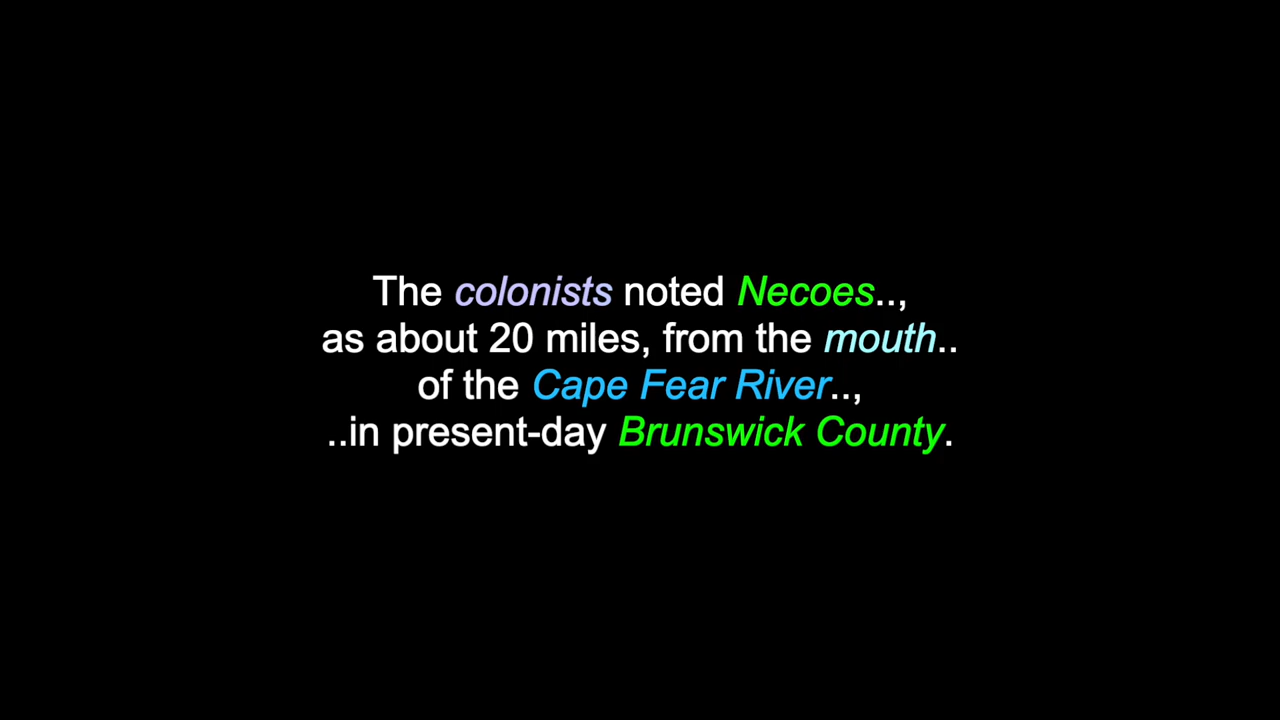 The colonists noted Necoes..,
as about 20 miles, from the mouth..
of the Cape Fear River..,
..in present-day Brunswick County.